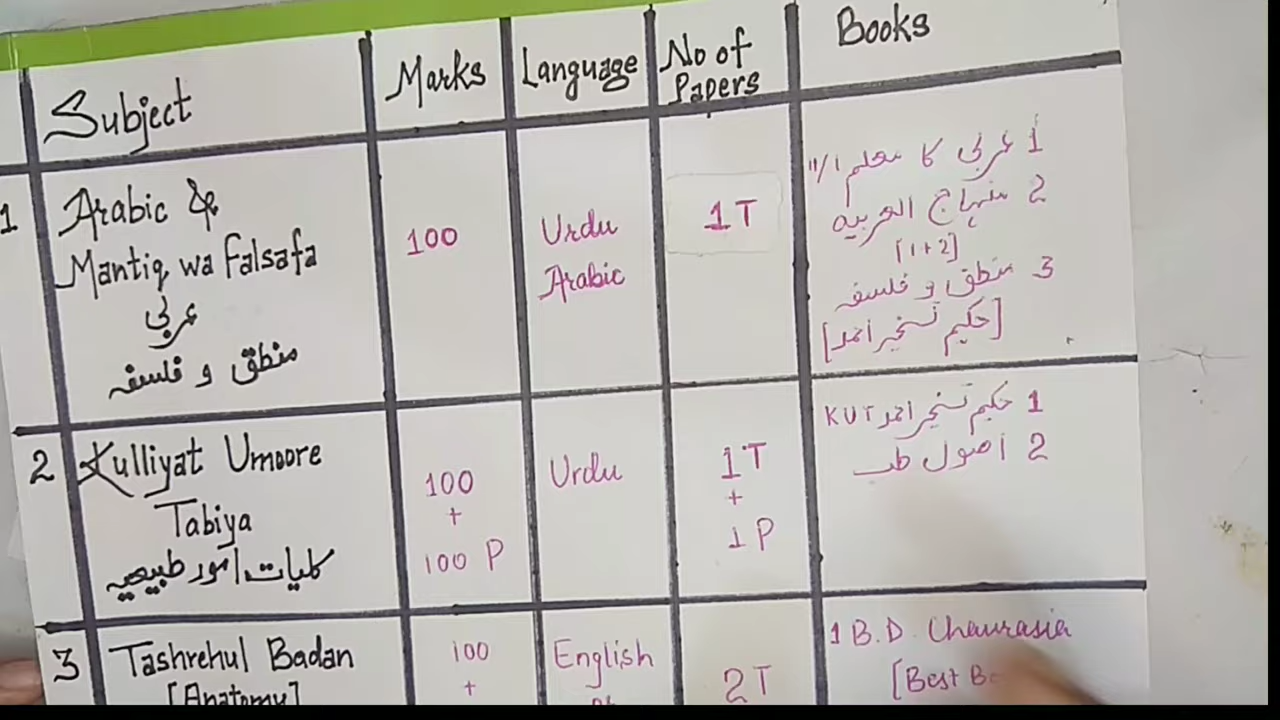 Subject
Marks
Language
No of
Papers
Books
1
Arabic &
Mantiq wa Falsafa
عربی
منطق و فلسفہ
100
Urdu
Arabic
1T
1 عربی کا معلم
2 منہاج العربیہ
[1+2]
3 منطق و فلسفہ
[حکیم تسخیر احمد]
2
Kulliyat Umoore
Tabiya
کلیات امور طبیعیہ
100
+
100 P
Urdu
1T
+
1P
1 حکیم تسخیر احمد KUT
2 اصول طب
3
Tashrehul Badan
[Anatomy]
100
+
English
2T
1 B.D. Chaurasia
[Best